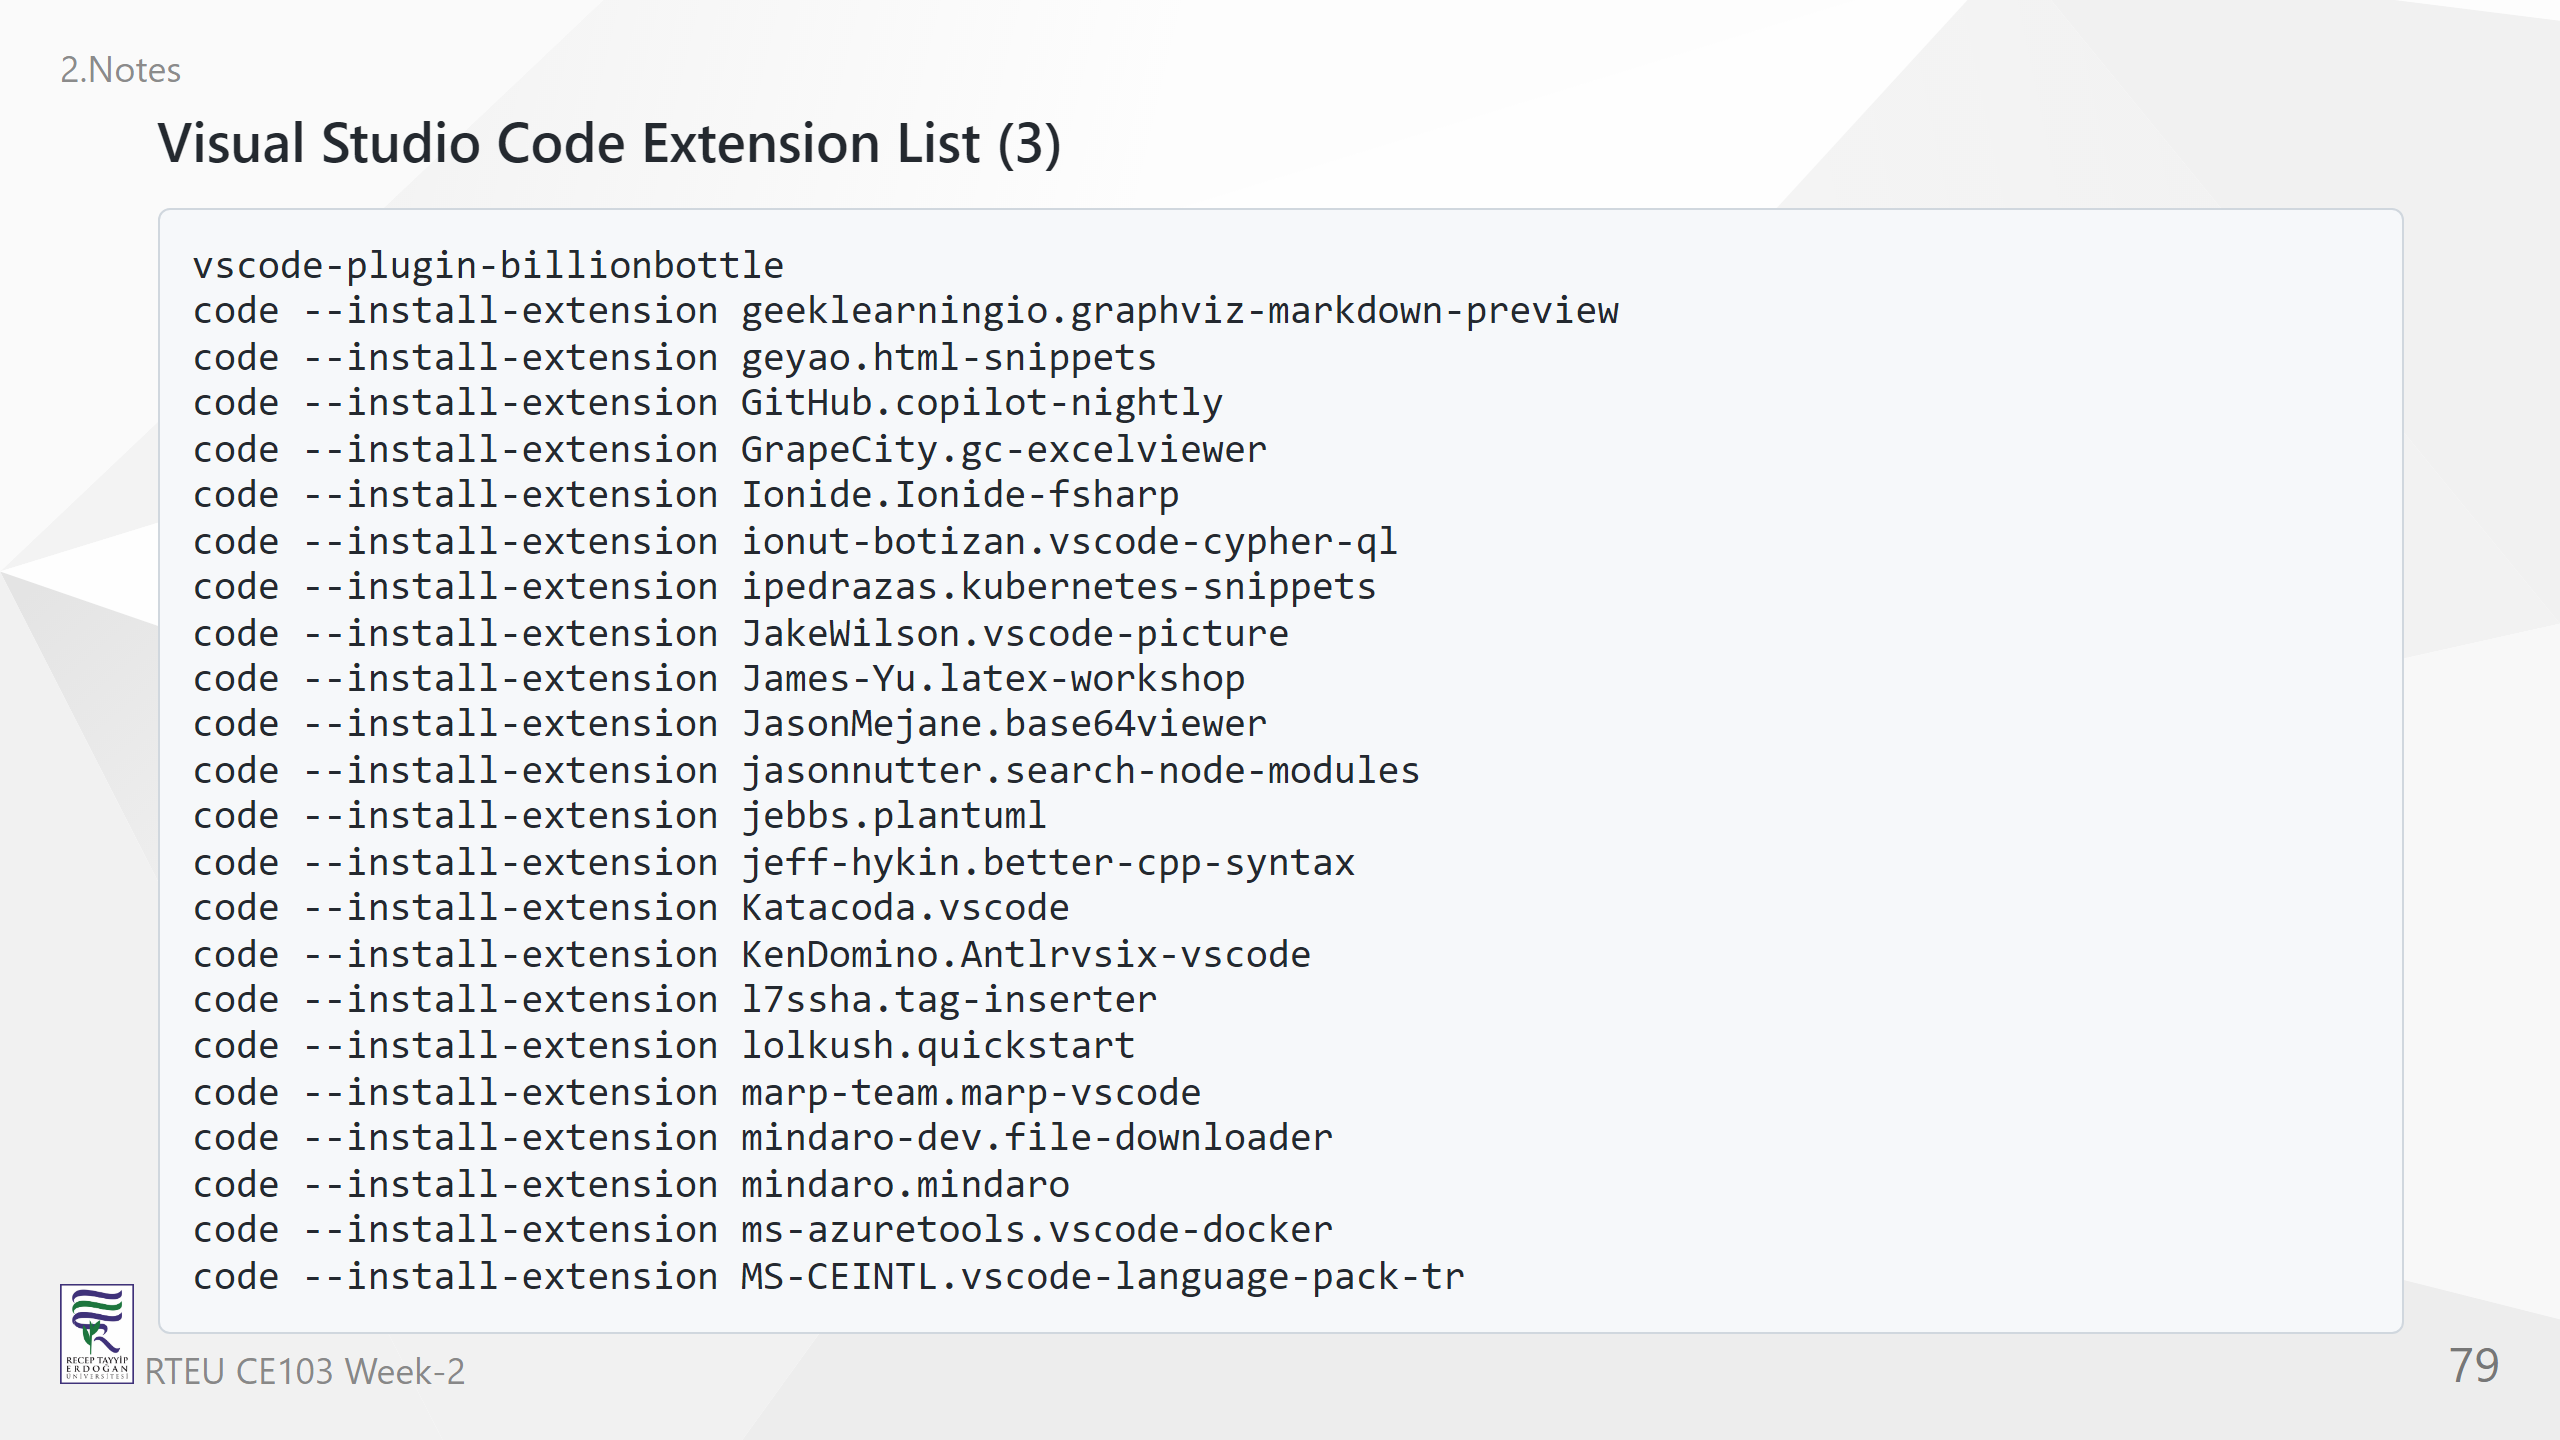 2.Notes
Visual Studio Code Extension List (3)
vscode-plugin-billionbottle
code --install-extension geeklearningio.graphviz-markdown-preview
code --install-extension geyao.html-snippets
code --install-extension GitHub.copilot-nightly
code --install-extension GrapeCity.gc-excelviewer
code --install-extension Ionide.Ionide-fsharp
code --install-extension ionut-botizan.vscode-cypher-ql
code --install-extension ipedrazas.kubernetes-snippets
code --install-extension JakeWilson.vscode-picture
code --install-extension James-Yu.latex-workshop
code --install-extension JasonMejane.base64viewer
code --install-extension jasonnutter.search-node-modules
code --install-extension jebbs.plantuml
code --install-extension jeff-hykin.better-cpp-syntax
code --install-extension Katacoda.vscode
code --install-extension KenDomino.Antlrvsix-vscode
code --install-extension l7ssha.tag-inserter
code --install-extension lolkush.quickstart
code --install-extension marp-team.marp-vscode
code --install-extension mindaro-dev.file-downloader
code --install-extension mindaro.mindaro
code --install-extension ms-azuretools.vscode-docker
code --install-extension MS-CEINTL.vscode-language-pack-tr
RECEP TAYYİP
ERDOĞAN
ÜNİVERSİTESİ
RTEU CE103 Week-2
79